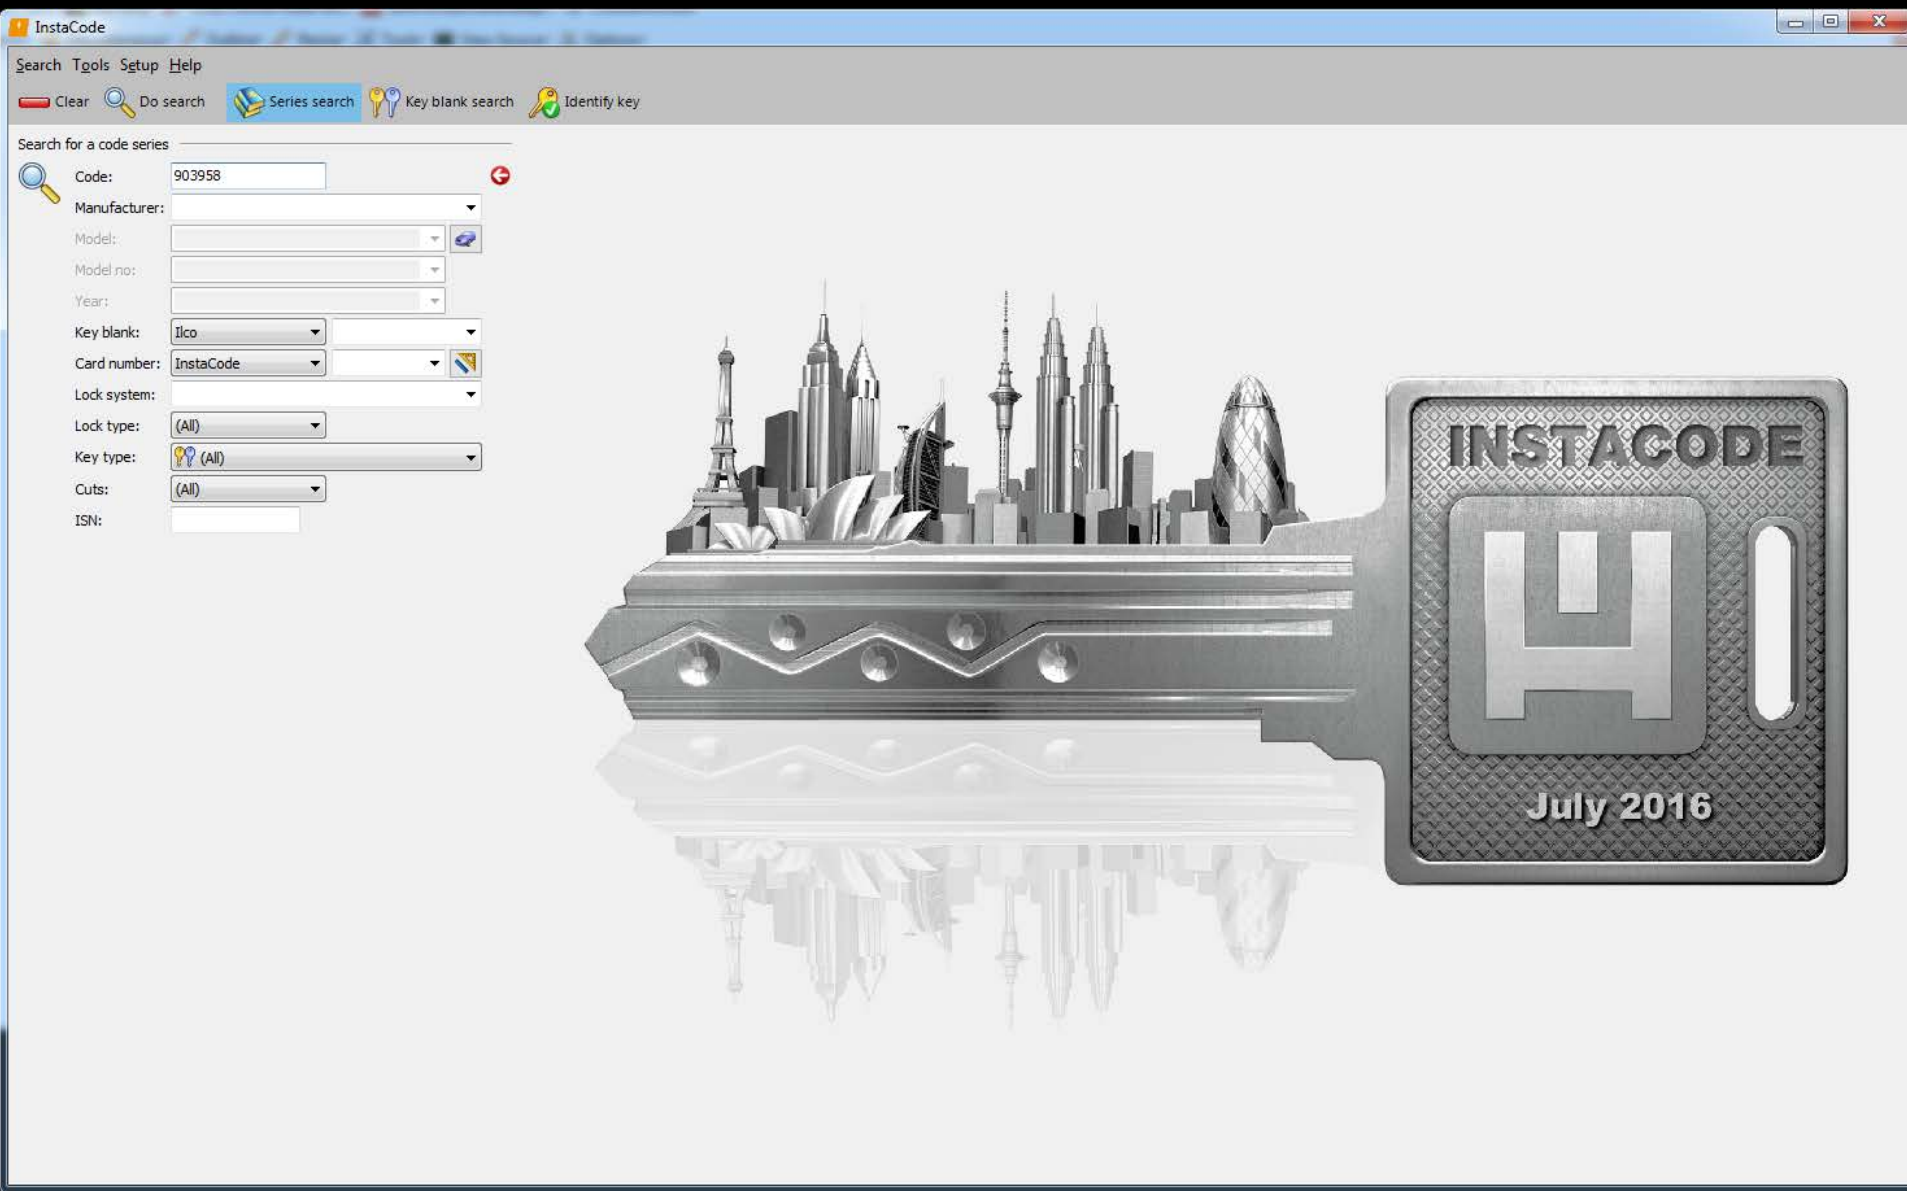 InstaCode
Search Tools Setup Help
Clear Do search Series search Key blank search Identify key
Search for a code series
Code: 903958
Manufacturer:
Model:
Model no:
Year:
Key blank: Ilco
Card number: InstaCode
Lock system:
Lock type: (All)
Key type: (All)
Cuts: (All)
ISN:
INSTACODE
July 2016